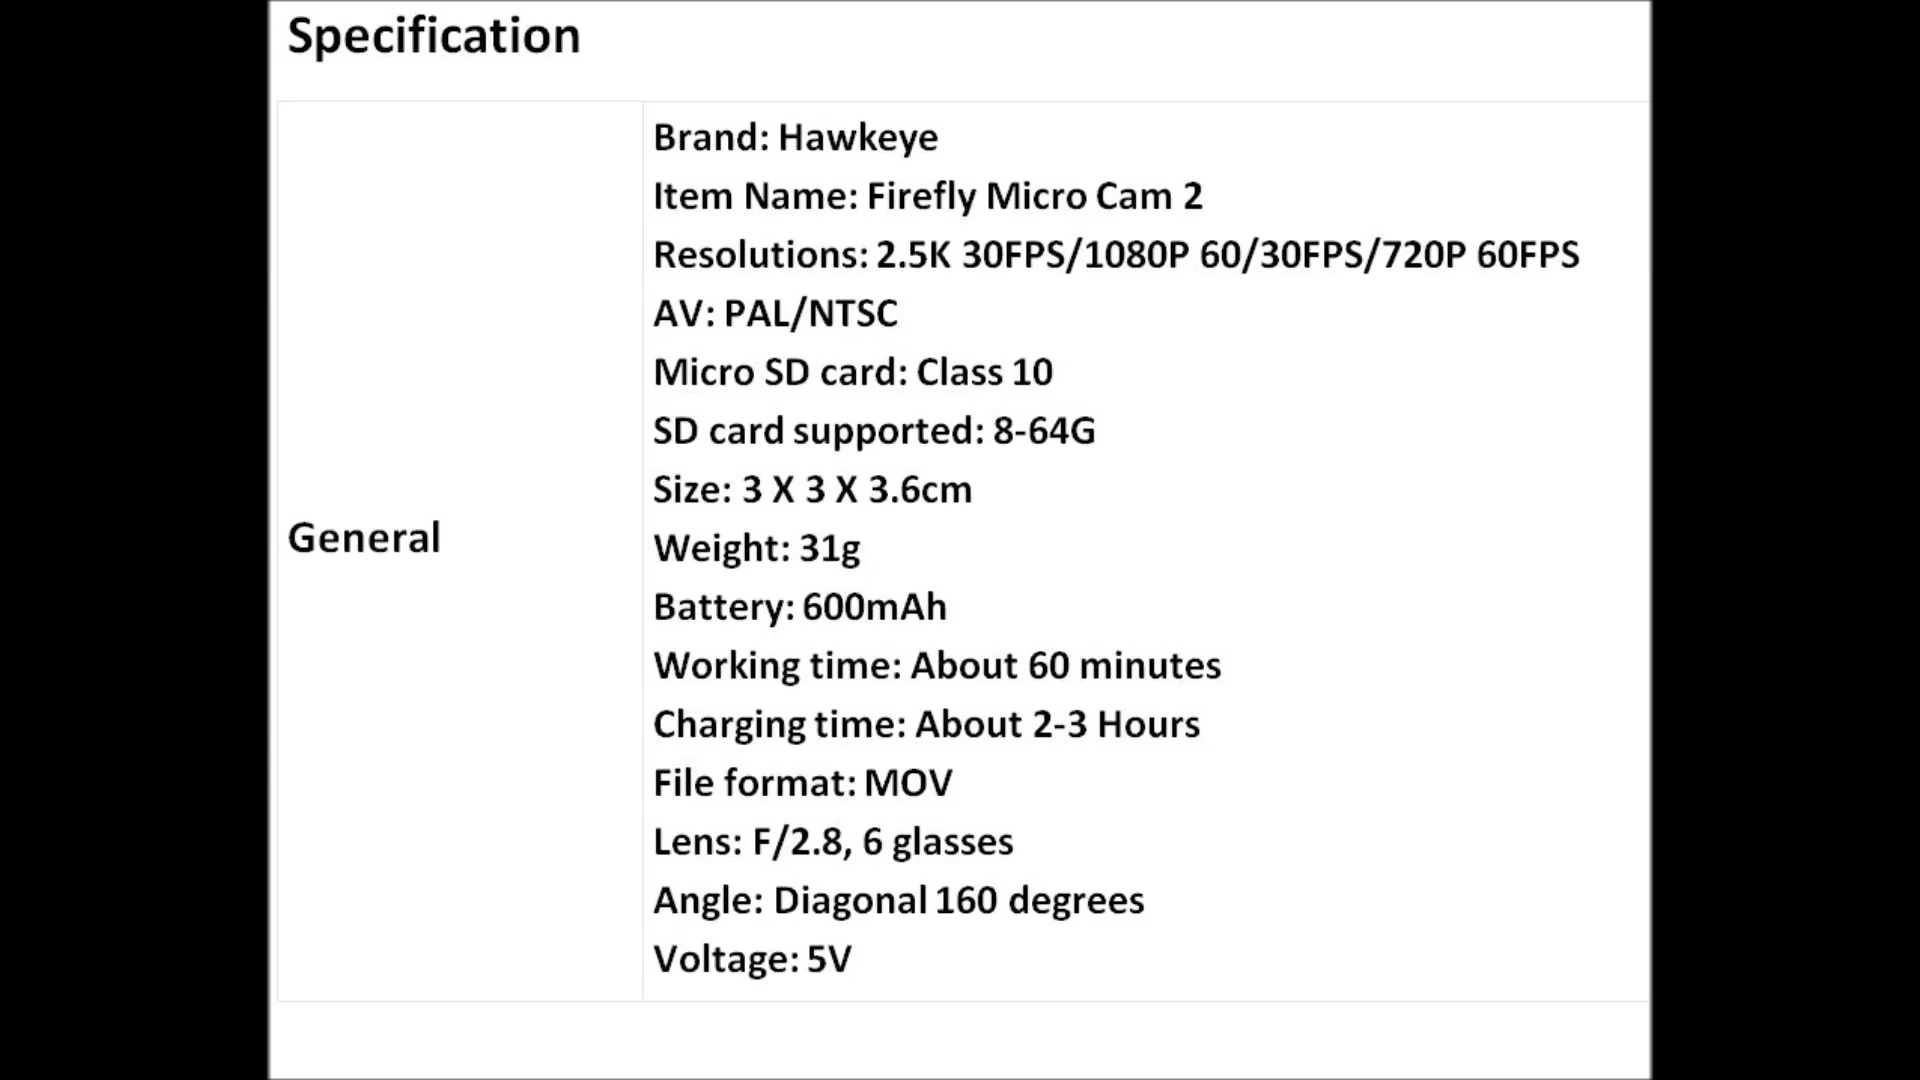 Specification
General
Brand: Hawkeye
Item Name: Firefly Micro Cam 2
Resolutions: 2.5K 30FPS/1080P 60/30FPS/720P 60FPS
AV: PAL/NTSC
Micro SD card: Class 10
SD card supported: 8-64G
Size: 3 X 3 X 3.6cm
Weight: 31g
Battery: 600mAh
Working time: About 60 minutes
Charging time: About 2-3 Hours
File format: MOV
Lens: F/2.8, 6 glasses
Angle: Diagonal 160 degrees
Voltage: 5V